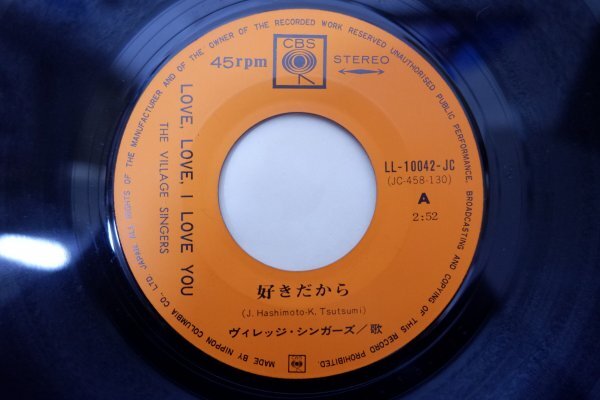 ALL RIGHTS OF THE MANUFACTURER AND OF THE OWNER OF THE RECORDED WORK RESERVED UNAUTHORISED PUBLIC PERFORMANCE, BROADCASTING AND COPYING OF THIS RECORD PROHIBITED.
MADE BY NIPPON COLUMBIA CO., LTD. JAPAN
CBS
45rpm
STEREO
LOVE, LOVE, I LOVE YOU
THE VILLAGE SINGERS
LL-10042-JC
(JC-458-130)
A
2:52
好きだから
(J. Hashimoto-K. Tsutsumi)
ヴィレッジ・シンガーズ/歌